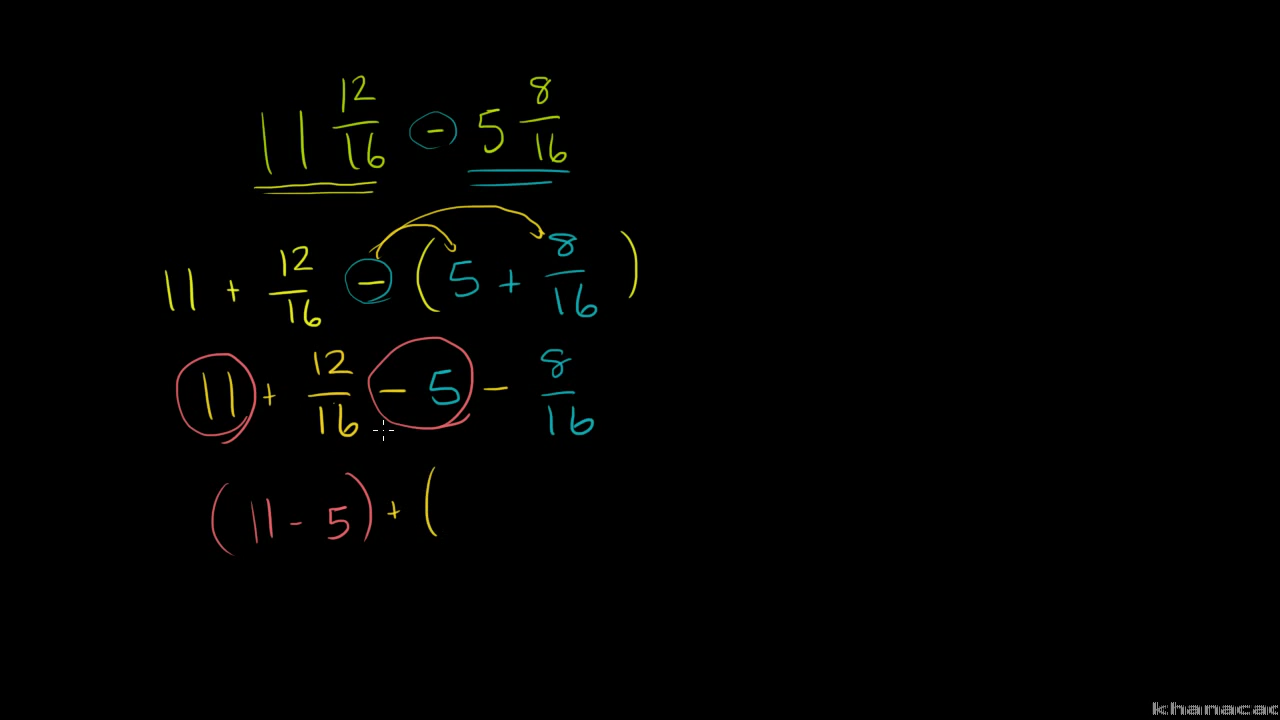 11 12/16 - 5 8/16
11 + 12/16 - (5 + 8/16)
11 + 12/16 - 5 - 8/16
(11 - 5) + (
khanacad